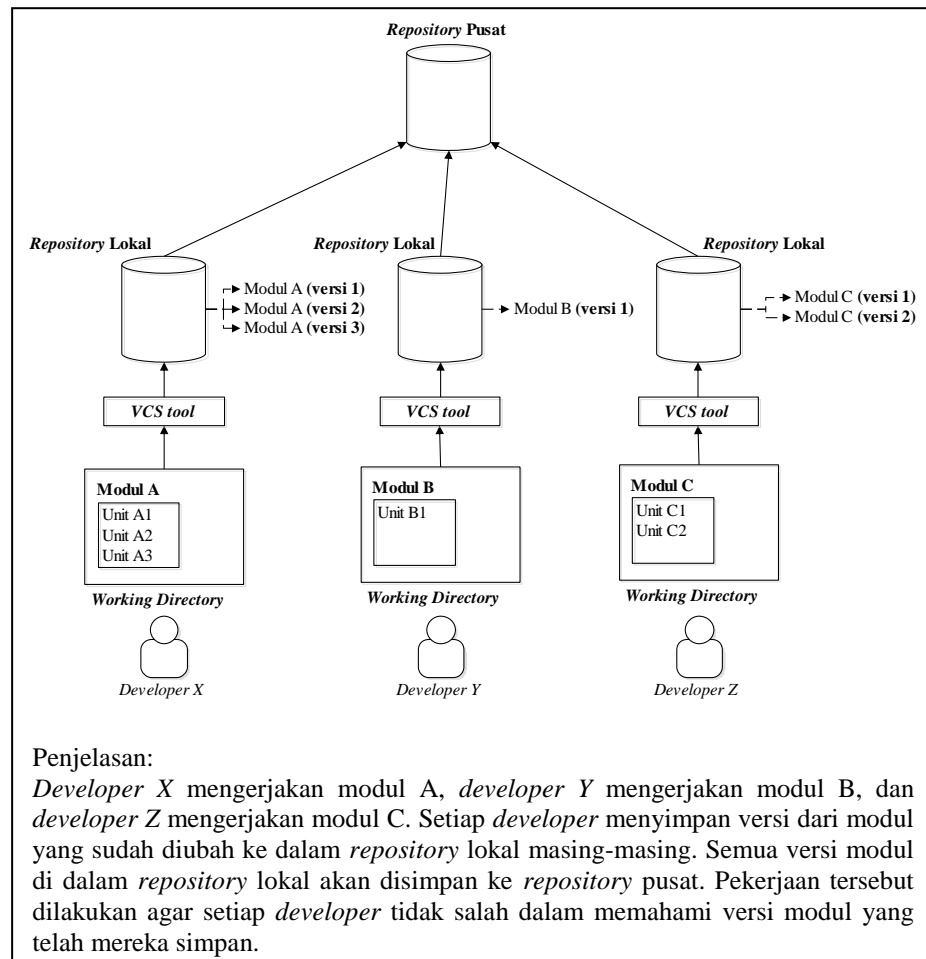 Repository Pusat
Repository Lokal
Repository Lokal
Repository Lokal
Modul A (versi 1)
Modul A (versi 2)
Modul A (versi 3)
Modul B (versi 1)
Modul C (versi 1)
Modul C (versi 2)
VCS tool
VCS tool
VCS tool
Modul A
Unit A1
Unit A2
Unit A3
Modul B
Unit B1
Modul C
Unit C1
Unit C2
Working Directory
Working Directory
Working Directory
Developer X
Developer Y
Developer Z
Penjelasan:
Developer X mengerjakan modul A, developer Y mengerjakan modul B, dan
developer Z mengerjakan modul C. Setiap developer menyimpan versi dari modul
yang sudah diubah ke dalam repository lokal masing-masing. Semua versi modul
di dalam repository lokal akan disimpan ke repository pusat. Pekerjaan tersebut
dilakukan agar setiap developer tidak salah dalam memahami versi modul yang
telah mereka simpan.